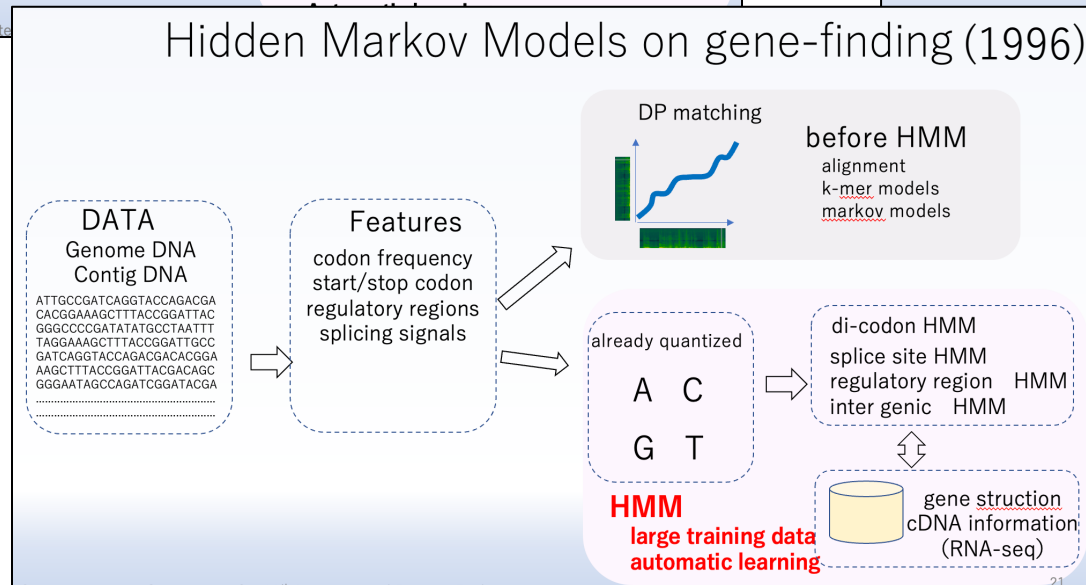 Hidden Markov Models on gene-finding (1996)
DATA
Genome DNA
Contig DNA
ATTGCCGATCAGGTACCAGACGA
CACGGAAAGCTTTACCGGATTAC
GGGCCCCGATATATGCCTAATTT
TAGGAAAGCTTTACCGGATTGCC
GATCAGGTACCAGACGACACGGA
AAGCTTTACCGGATTACGACAGC
GGGAATAGCCAGATCGGATACGA
Features
codon frequency
start/stop codon
regulatory regions
splicing signals
DP matching
before HMM
alignment
k-mer models
markov models
already quantized
A C
G T
HMM
large training data
automatic learning
di-codon HMM
splice site HMM
regulatory region HMM
inter genic HMM
gene struction
cDNA information
(RNA-seq)
21